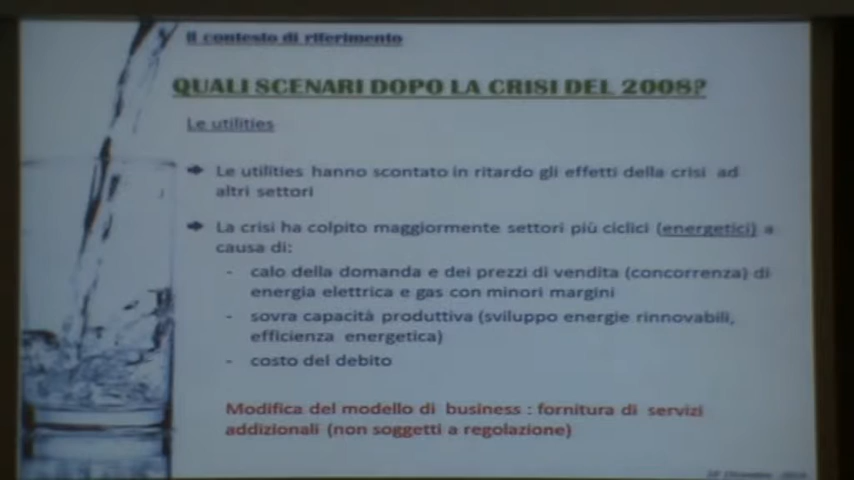 Il contesto di riferimento
QUALI SCENARI DOPO LA CRISI DEL 2008?
Le utilities
Le utilities hanno scontato in ritardo gli effetti della crisi ad
altri settori
La crisi ha colpito maggiormente settori più ciclici (energetici) a
causa di:
- calo della domanda e dei prezzi di vendita (concorrenza) di
energia elettrica e gas con minori margini
- sovra capacità produttiva (sviluppo energie rinnovabili,
efficienza energetica)
- costo del debito
Modifica del modello di business : fornitura di servizi
addizionali (non soggetti a regolazione)